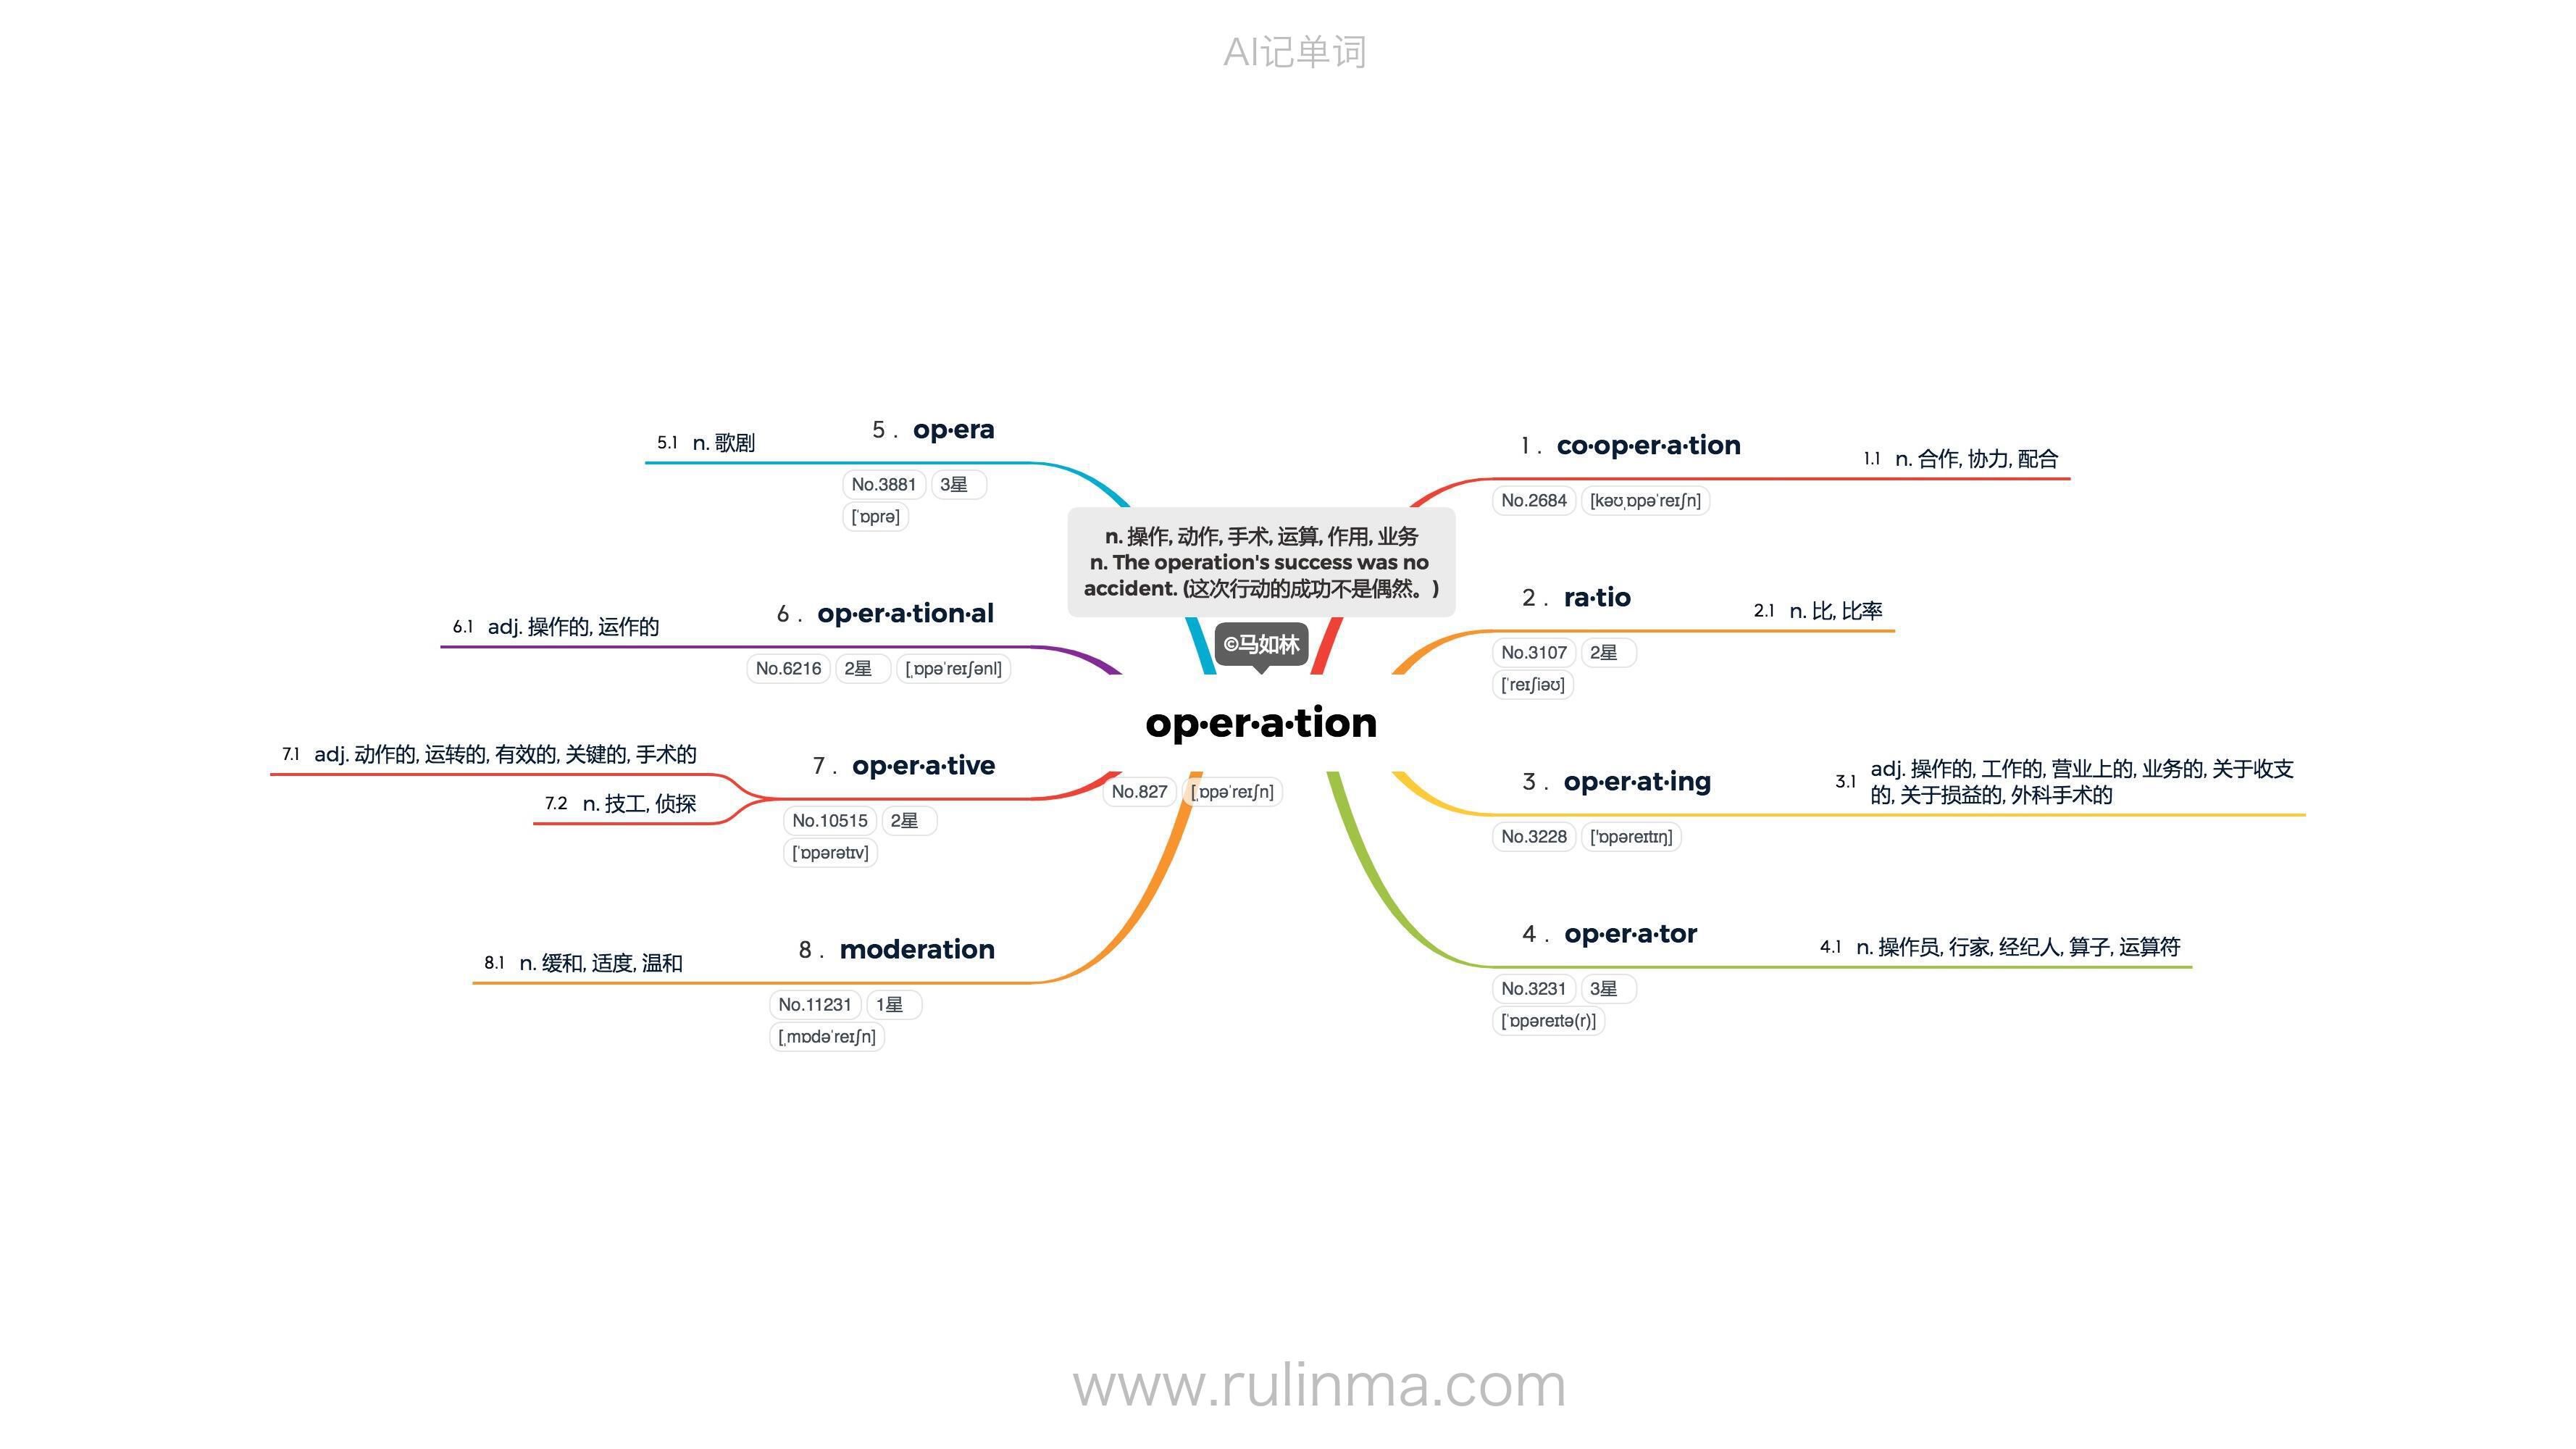 AI记单词
n. 操作, 动作, 手术, 运算, 作用, 业务
n. The operation's success was no
accident. (这次行动的成功不是偶然。)
©马如林
op·er·a·tion
No.827 [ˌɒpəˈreɪʃn]
1 . co·op·er·a·tion
No.2684 [kəʊˌɒpəˈreɪʃn]
1.1 n. 合作, 协力, 配合
2 . ra·tio
No.3107 2星
[ˈreɪʃiəʊ]
2.1 n. 比, 比率
3 . op·er·at·ing
No.3228 ['ɒpəreɪtɪŋ]
3.1 adj. 操作的, 工作的, 营业上的, 业务的, 关于收支
的, 关于损益的, 外科手术的
4 . op·er·a·tor
No.3231 3星
[ˈɒpəreɪtə(r)]
4.1 n. 操作员, 行家, 经纪人, 算子, 运算符
5 . op·era
No.3881 3星
[ˈɒprə]
5.1 n. 歌剧
6 . op·er·a·tion·al
No.6216 2星 [ˌɒpəˈreɪʃənl]
6.1 adj. 操作的, 运作的
7 . op·er·a·tive
No.10515 2星
[ˈɒpərətɪv]
7.1 adj. 动作的, 运转的, 有效的, 关键的, 手术的
7.2 n. 技工, 侦探
8 . moderation
No.11231 1星
[ˌmɒdəˈreɪʃn]
8.1 n. 缓和, 适度, 温和
www.rulinma.com